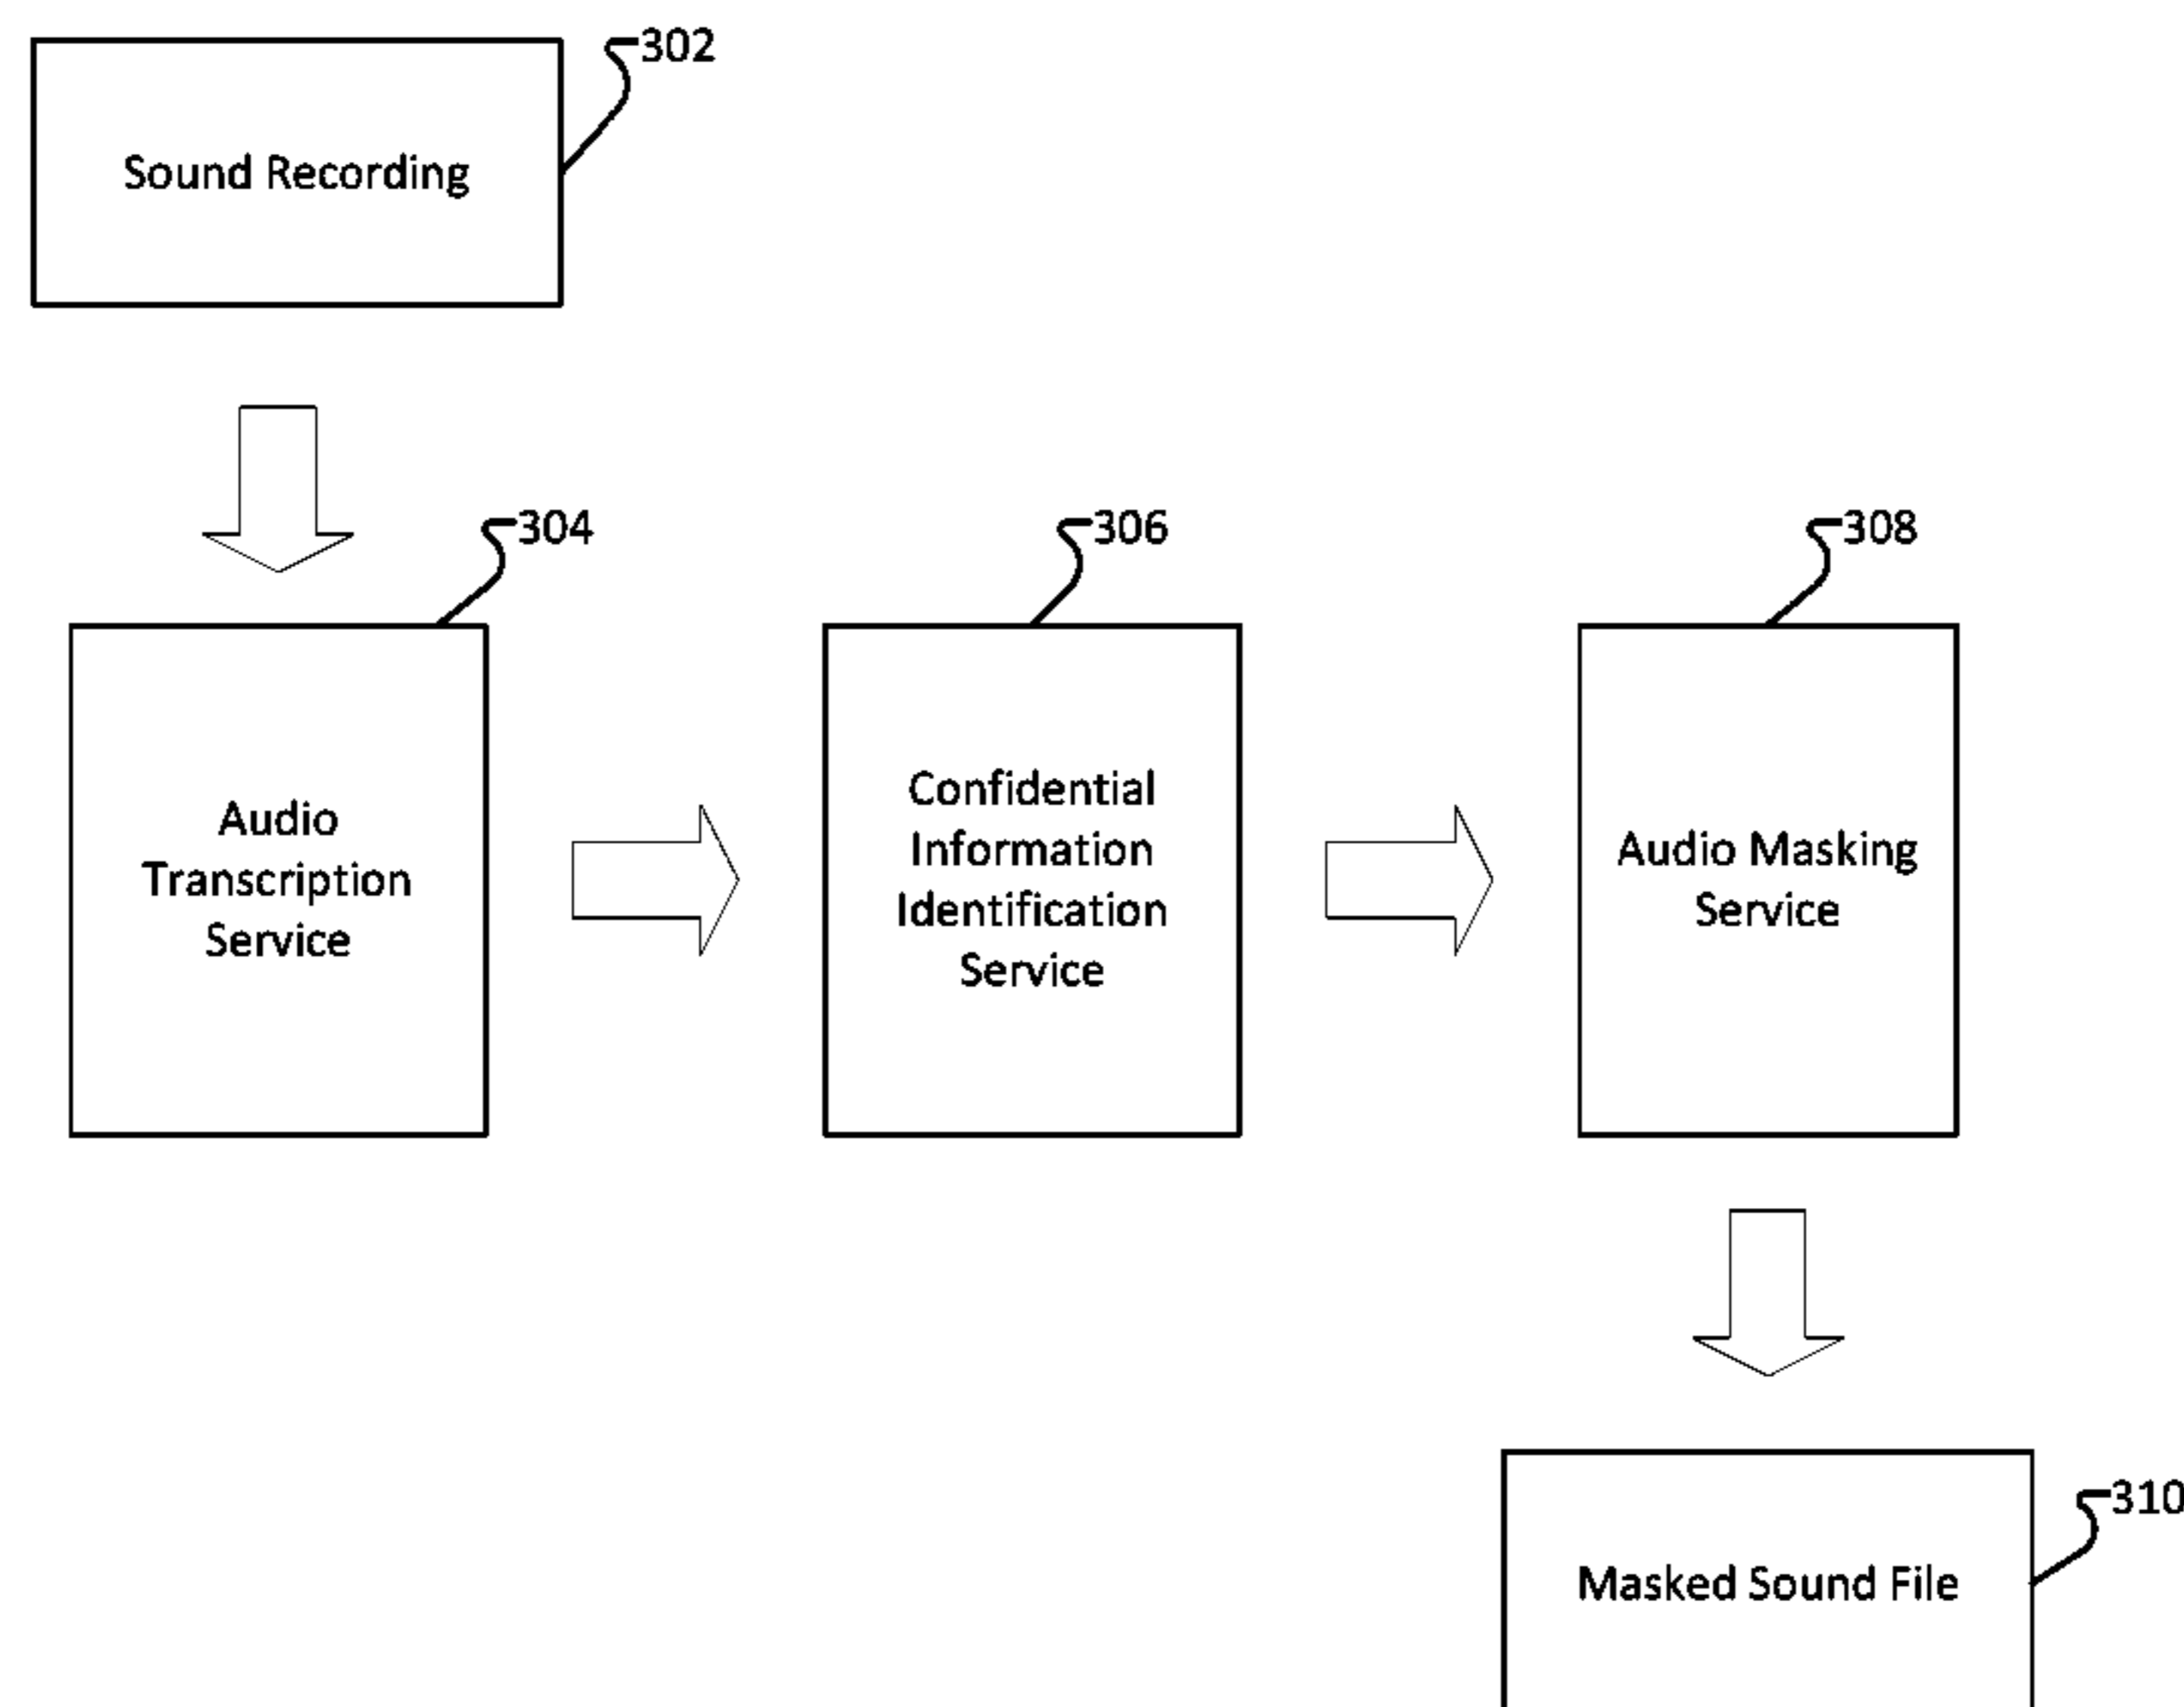 302
Sound Recording
304
306
308
Audio
Transcription
Service
Confidential
Information
Identification
Service
Audio Masking
Service
310
Masked Sound File